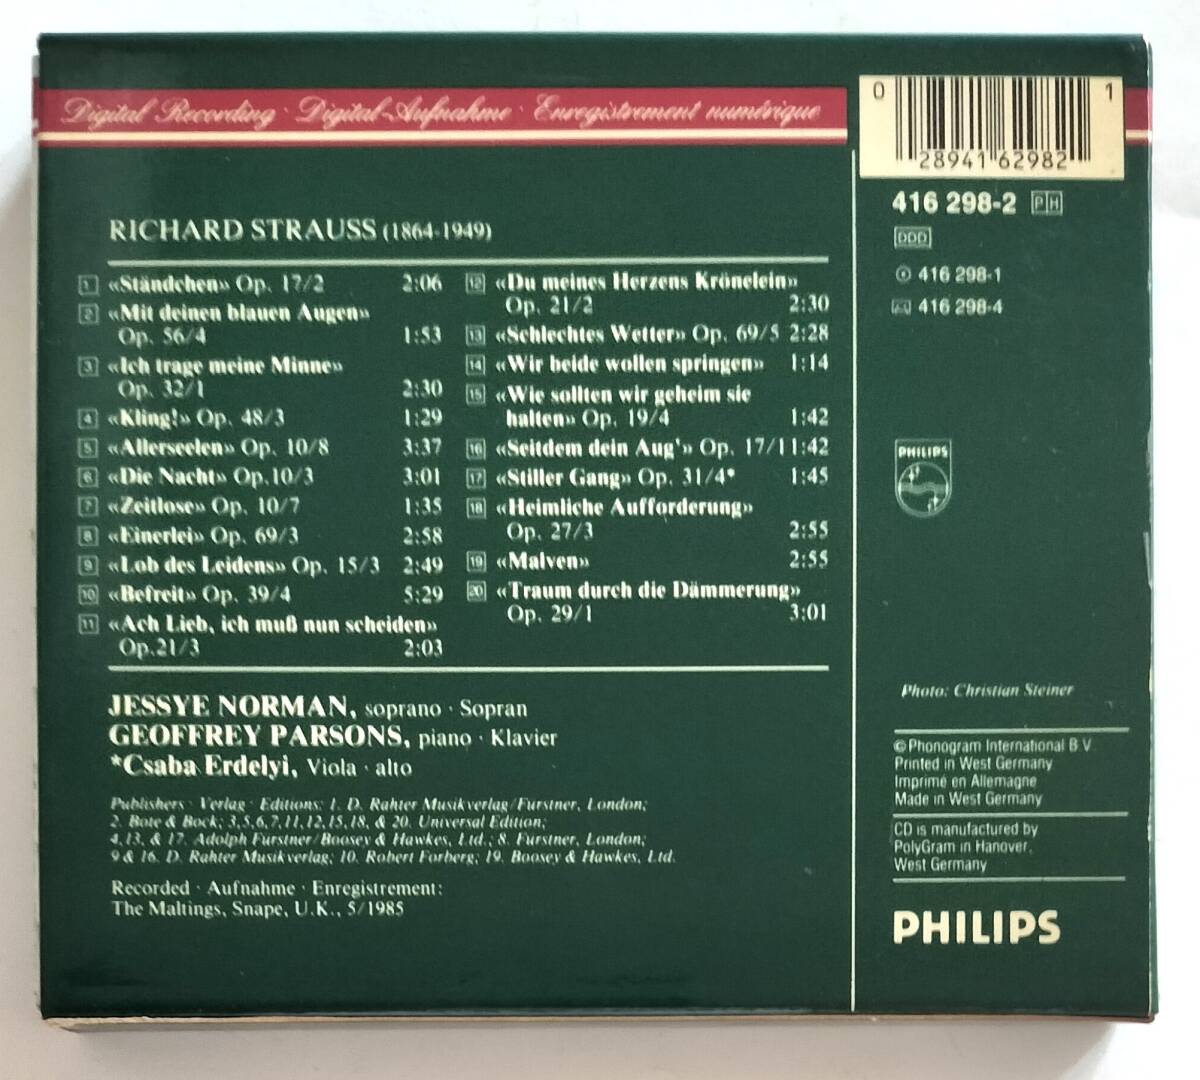 Digital Recording · Digital-Aufnahme · Enregistrement numérique
0 28941 62982 1
416 298-2 PH
DDD
416 298-1
416 298-4
RICHARD STRAUSS (1864-1949)
1 «Ständchen» Op. 17/2 2:06
2 «Mit deinen blauen Augen»
Op. 56/4 1:53
3 «Ich trage meine Minne»
Op. 32/1 2:30
4 «Kling!» Op. 48/3 1:29
5 «Allerseelen» Op. 10/8 3:37
6 «Die Nacht» Op.10/3 3:01
7 «Zeitlose» Op. 10/7 1:35
8 «Einerlei» Op. 69/3 2:58
9 «Lob des Leidens» Op. 15/3 2:49
10 «Befreit» Op. 39/4 5:29
11 «Ach Lieb, ich muß nun scheiden»
Op.21/3 2:03
12 «Du meines Herzens Krönelein»
Op. 21/2 2:30
13 «Schlechtes Wetter» Op. 69/5 2:28
14 «Wir beide wollen springen» 1:14
15 «Wie sollten wir geheim sie
halten» Op. 19/4 1:42
16 «Seitdem dein Aug'» Op. 17/1 1:42
17 «Stiller Gang» Op. 31/4* 1:45
18 «Heimliche Aufforderung»
Op. 27/3 2:55
19 «Malven» 2:55
20 «Traum durch die Dämmerung»
Op. 29/1 3:01
PHILIPS
JESSYE NORMAN, soprano · Sopran
GEOFFREY PARSONS, piano · Klavier
*Csaba Erdelyi, Viola · alto
Publishers · Verlag · Editions: 1. D. Rahter Musikverlag/Furstner, London;
2. Bote & Bock; 3,5,6,7,11,12,15,18, & 20. Universal Edition;
4,13, & 17. Adolph Furstner/Boosey & Hawkes, Ltd.; 8. Furstner, London;
9 & 16. D. Rahter Musikverlag; 10. Robert Forberg; 19. Boosey & Hawkes, Ltd.
Recorded · Aufnahme · Enregistrement:
The Maltings, Snape, U.K., 5/1985
Photo: Christian Steiner
© Phonogram International B.V.
Printed in West Germany
Imprimé en Allemagne
Made in West Germany
CD is manufactured by
PolyGram in Hanover,
West Germany
PHILIPS